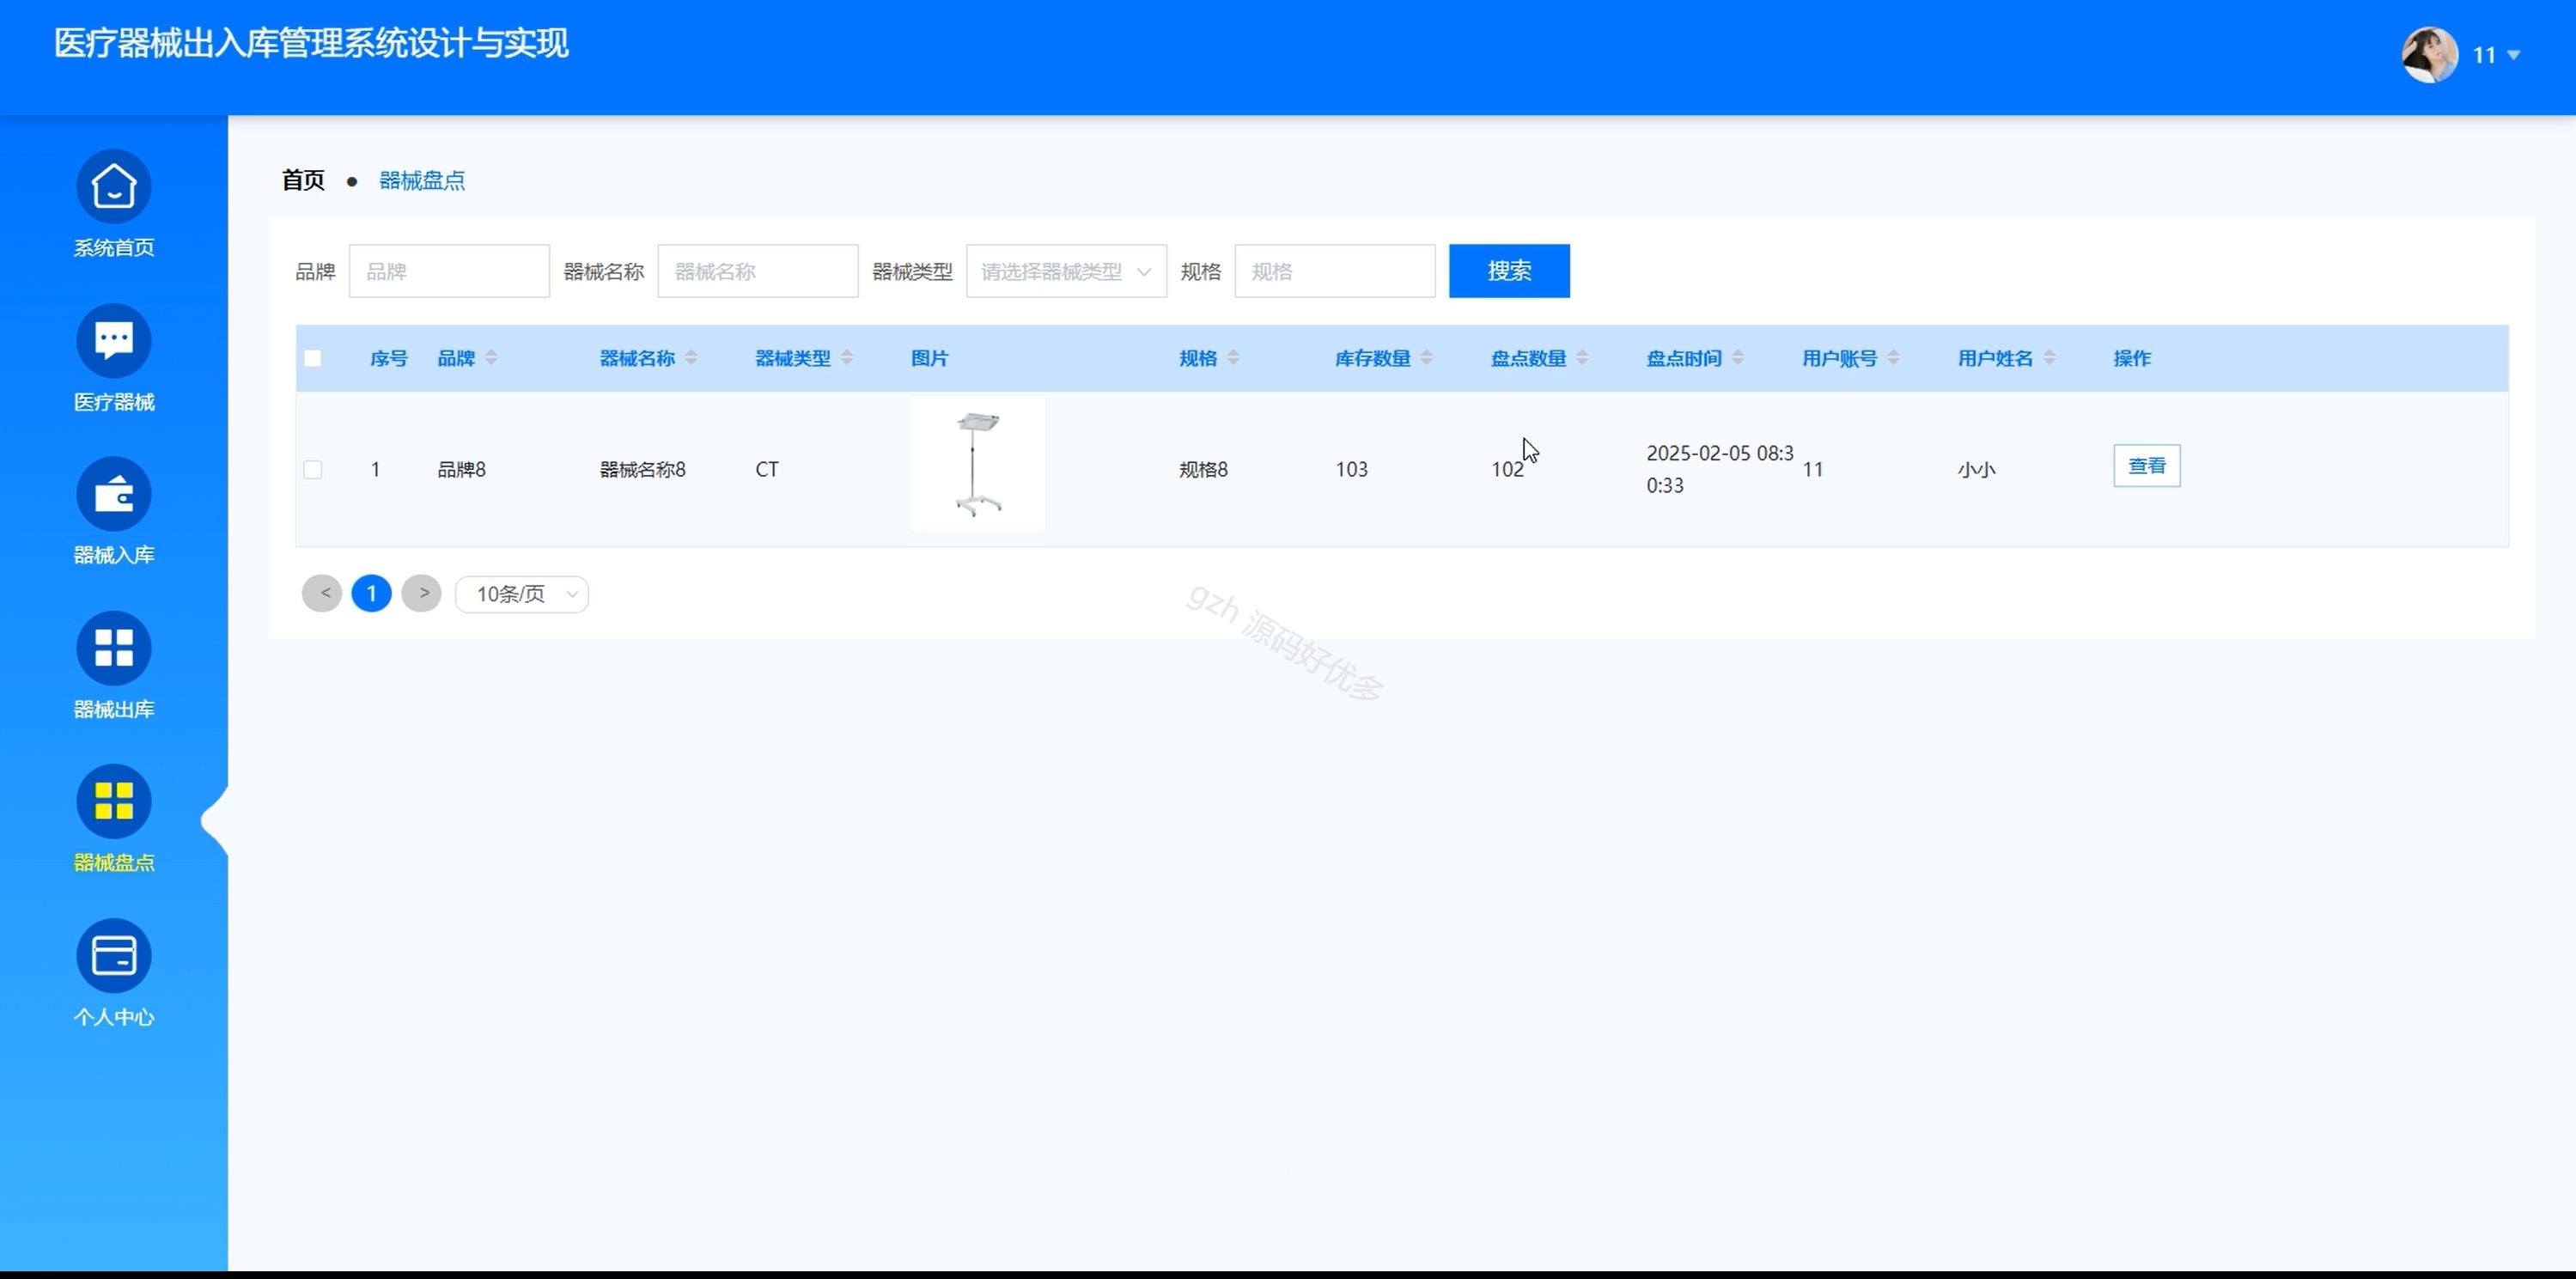 医疗器械出入库管理系统设计与实现
11
系统首页
医疗器械
器械入库
器械出库
器械盘点
个人中心
首页 ● 器械盘点
品牌 品牌 器械名称 器械名称 器械类型 请选择器械类型 规格 规格 搜索
序号 品牌 器械名称 器械类型 图片 规格 库存数量 盘点数量 盘点时间 用户账号 用户姓名 操作
1 品牌8 器械名称8 CT 规格8 103 102 2025-02-05 08:3 11 小小 查看
0:33
< 1 > 10条/页
gzh 源码好优多